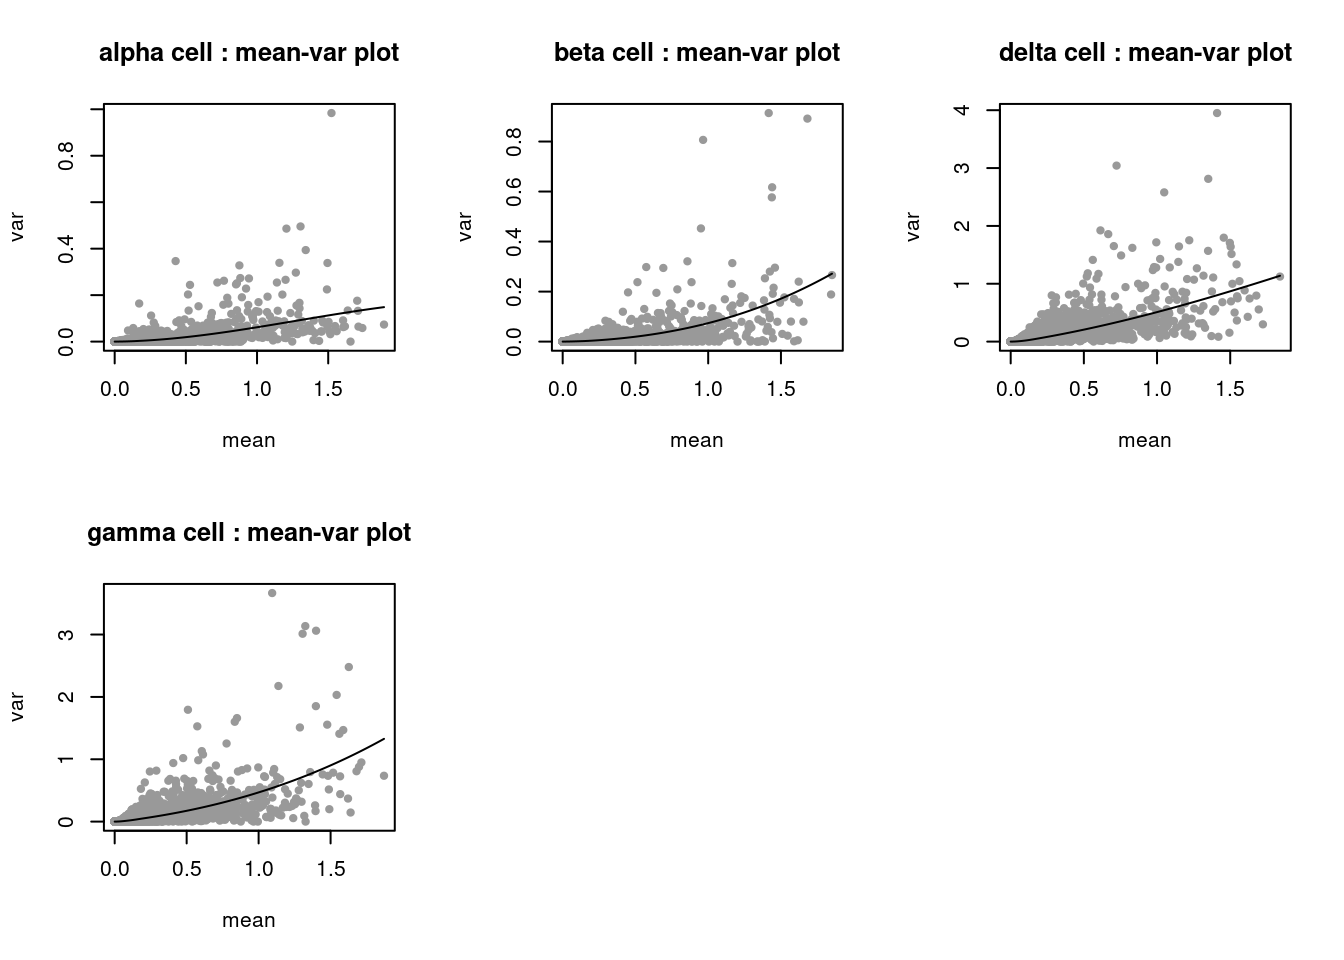 alpha cell : mean-var plot
var
0.0 0.4 0.8
0.0 0.5 1.0 1.5
mean
beta cell : mean-var plot
var
0.0 0.2 0.4 0.6 0.8
0.0 0.5 1.0 1.5
mean
delta cell : mean-var plot
var
0 1 2 3 4
0.0 0.5 1.0 1.5
mean
gamma cell : mean-var plot
var
0 1 2 3
0.0 0.5 1.0 1.5
mean